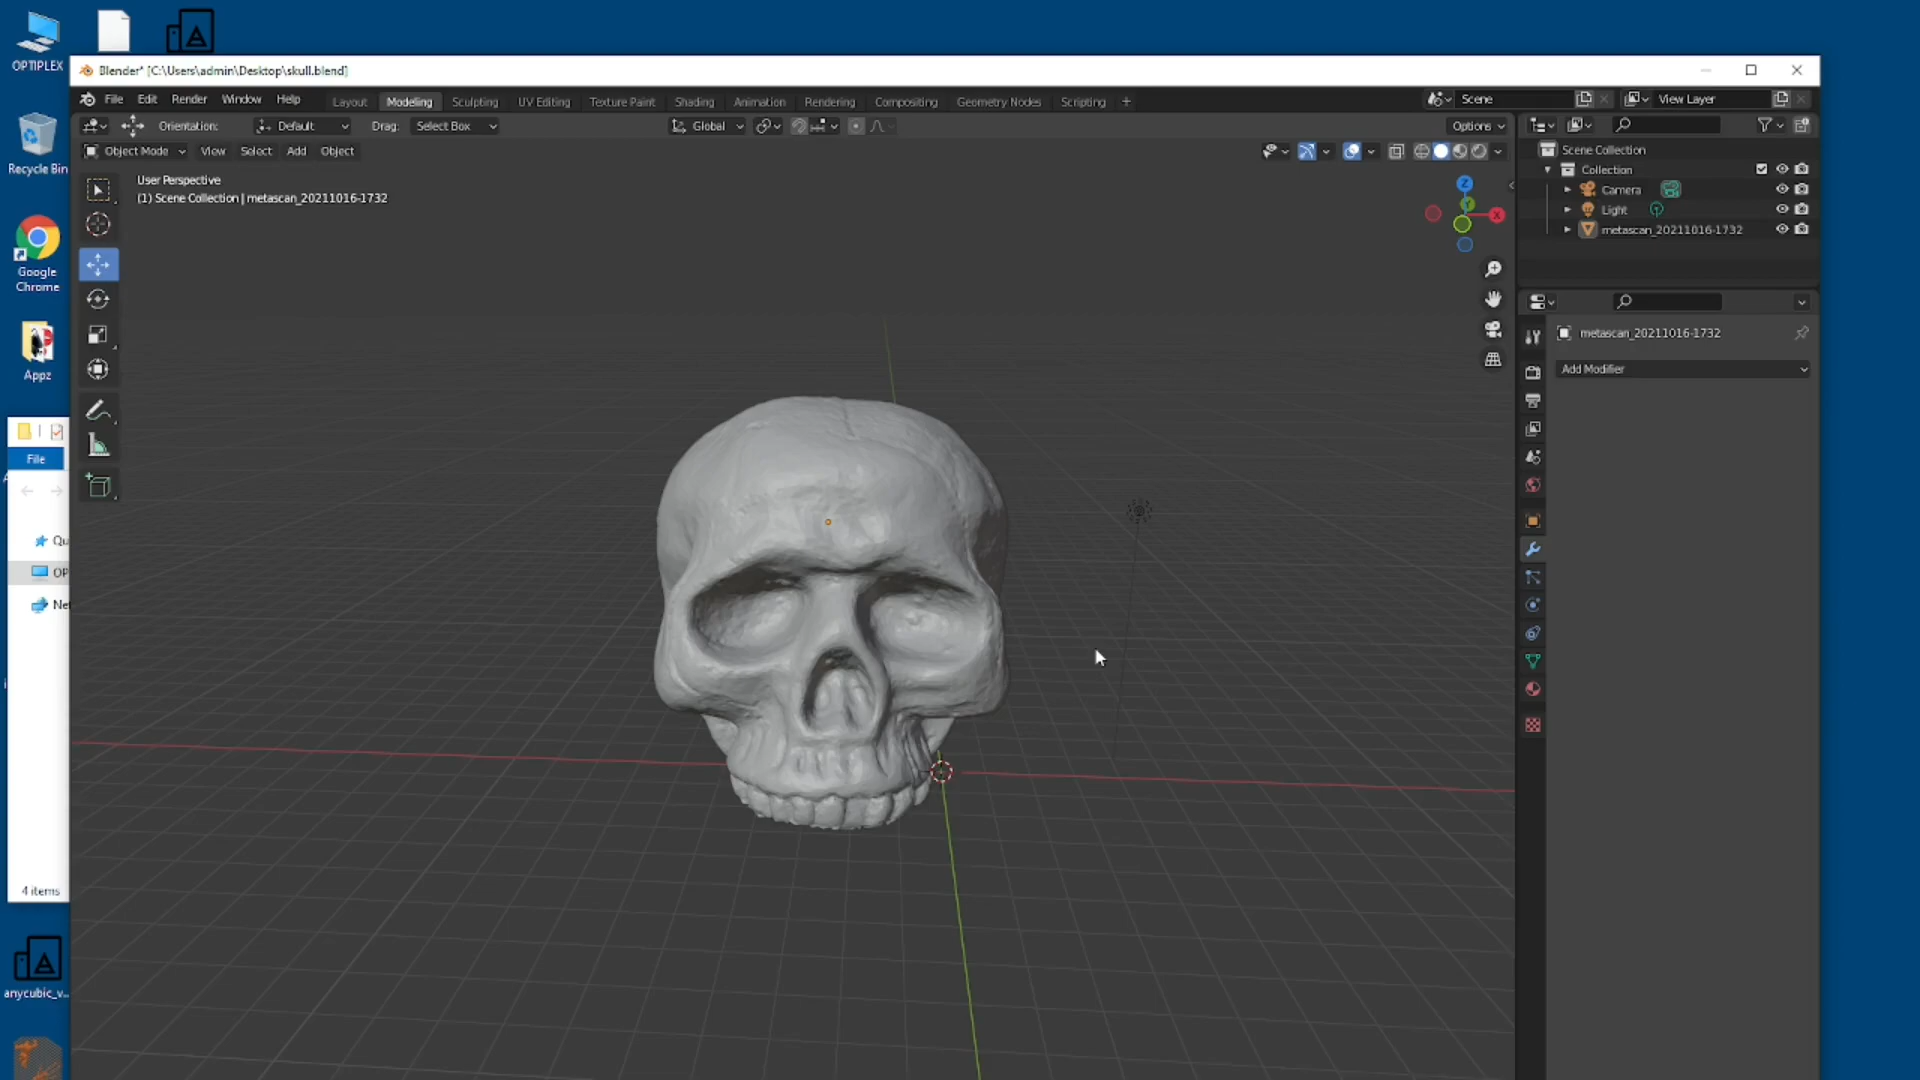 OPTIPLEX
Blender* [C:\Users\admin\Desktop\skull.blend]
File Edit Render Window Help Layout Modeling Sculpting UV Editing Texture Paint Shading Animation Rendering Compositing Geometry Nodes Scripting + Scene View Layer
Orientation: Default Drag: Select Box Global Options
Object Mode View Select Add Object
Scene Collection
Collection
Camera
Light
metascan_20211016-1732
User Perspective
(1) Scene Collection | metascan_20211016-1732
Z
Y
X
Recycle Bin
Google
Chrome
Appz
metascan_20211016-1732
Add Modifier
File
Qu
OP
Ne
4 items
anycubic_v...